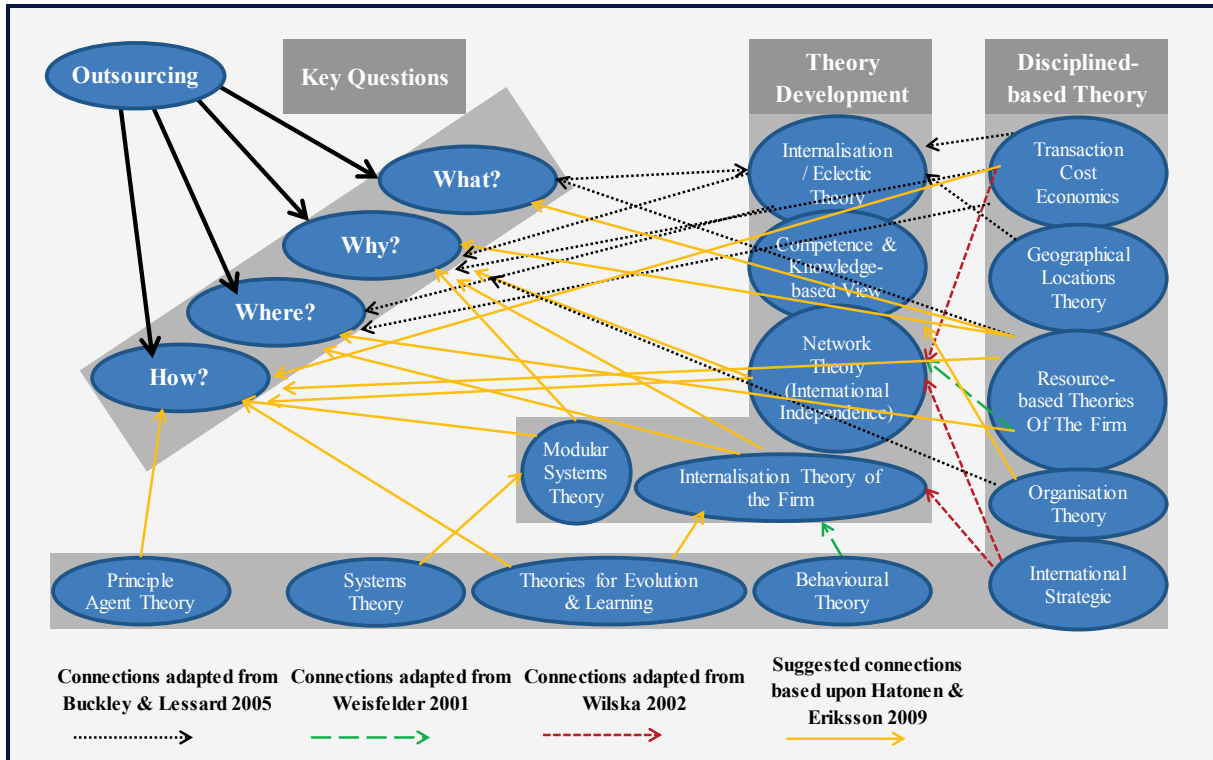 Outsourcing
Key Questions
Theory
Development
Disciplined-
based Theory
What?
Why?
Where?
How?
Internalisation
/ Eclectic
Theory
Competence &
Knowledge-
based View
Network
Theory
(International
Independence)
Modular
Systems
Theory
Internalisation Theory of
the Firm
Transaction
Cost
Economics
Geographical
Locations
Theory
Resource-
based Theories
Of The Firm
Organisation
Theory
International
Strategic
Principle
Agent Theory
Systems
Theory
Theories for Evolution
& Learning
Behavioural
Theory
Connections adapted from
Buckley & Lessard 2005
Connections adapted from
Weisfelder 2001
Connections adapted from
Wilska 2002
Suggested connections
based upon Hatonen &
Eriksson 2009